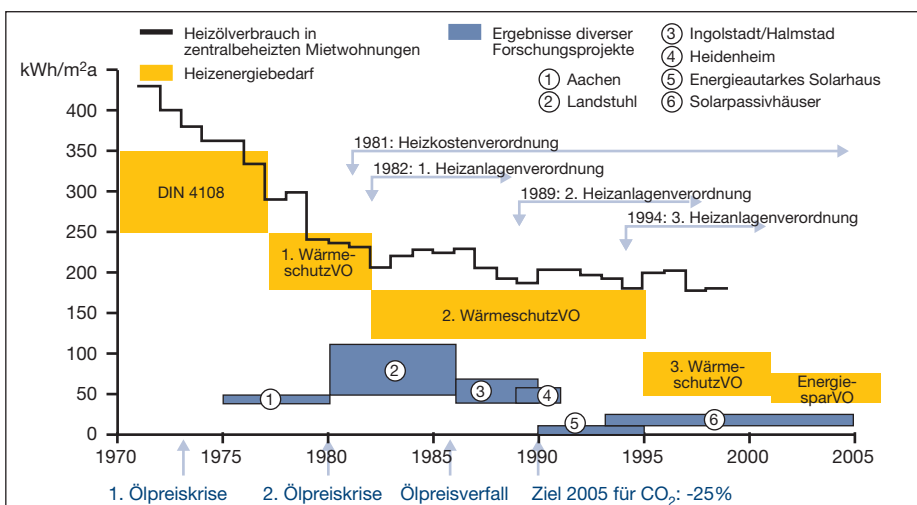 Heizölverbrauch in
zentralbeheizten Mietwohnungen
Heizenergiebedarf
Ergebnisse diverser
Forschungsprojekte
① Aachen
② Landstuhl
③ Ingolstadt/Halmstad
④ Heidenheim
⑤ Energieautarkes Solarhaus
⑥ Solarpassivhäuser
kWh/m²a
400
350
300
250
200
150
100
50
0
1981: Heizkostenverordnung
1982: 1. Heizanlagenverordnung
1989: 2. Heizanlagenverordnung
1994: 3. Heizanlagenverordnung
DIN 4108
1. Wärme-
schutzVO
2. WärmeschutzVO
3. Wärme-
schutzVO
Energie-
sparVO
①
②
③
④
⑤
⑥
1970 1975 1980 1985 1990 1995 2000 2005
1. Ölpreiskrise 2. Ölpreiskrise Ölpreisverfall Ziel 2005 für CO₂: -25%